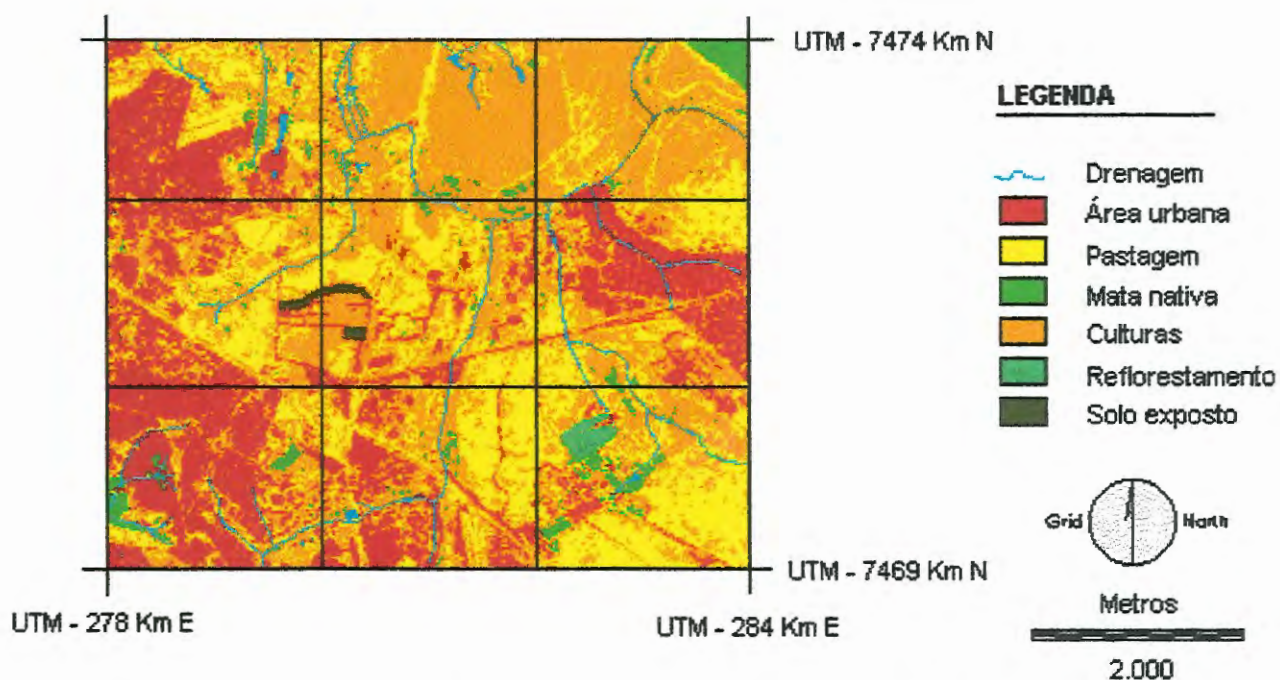 UTM - 7474 Km N
LEGENDA
Drenagem
Área urbana
Pastagem
Mata nativa
Culturas
Reflorestamento
Solo exposto
Grid North
UTM - 7469 Km N
Metros
UTM - 278 Km E
UTM - 284 Km E
2.000